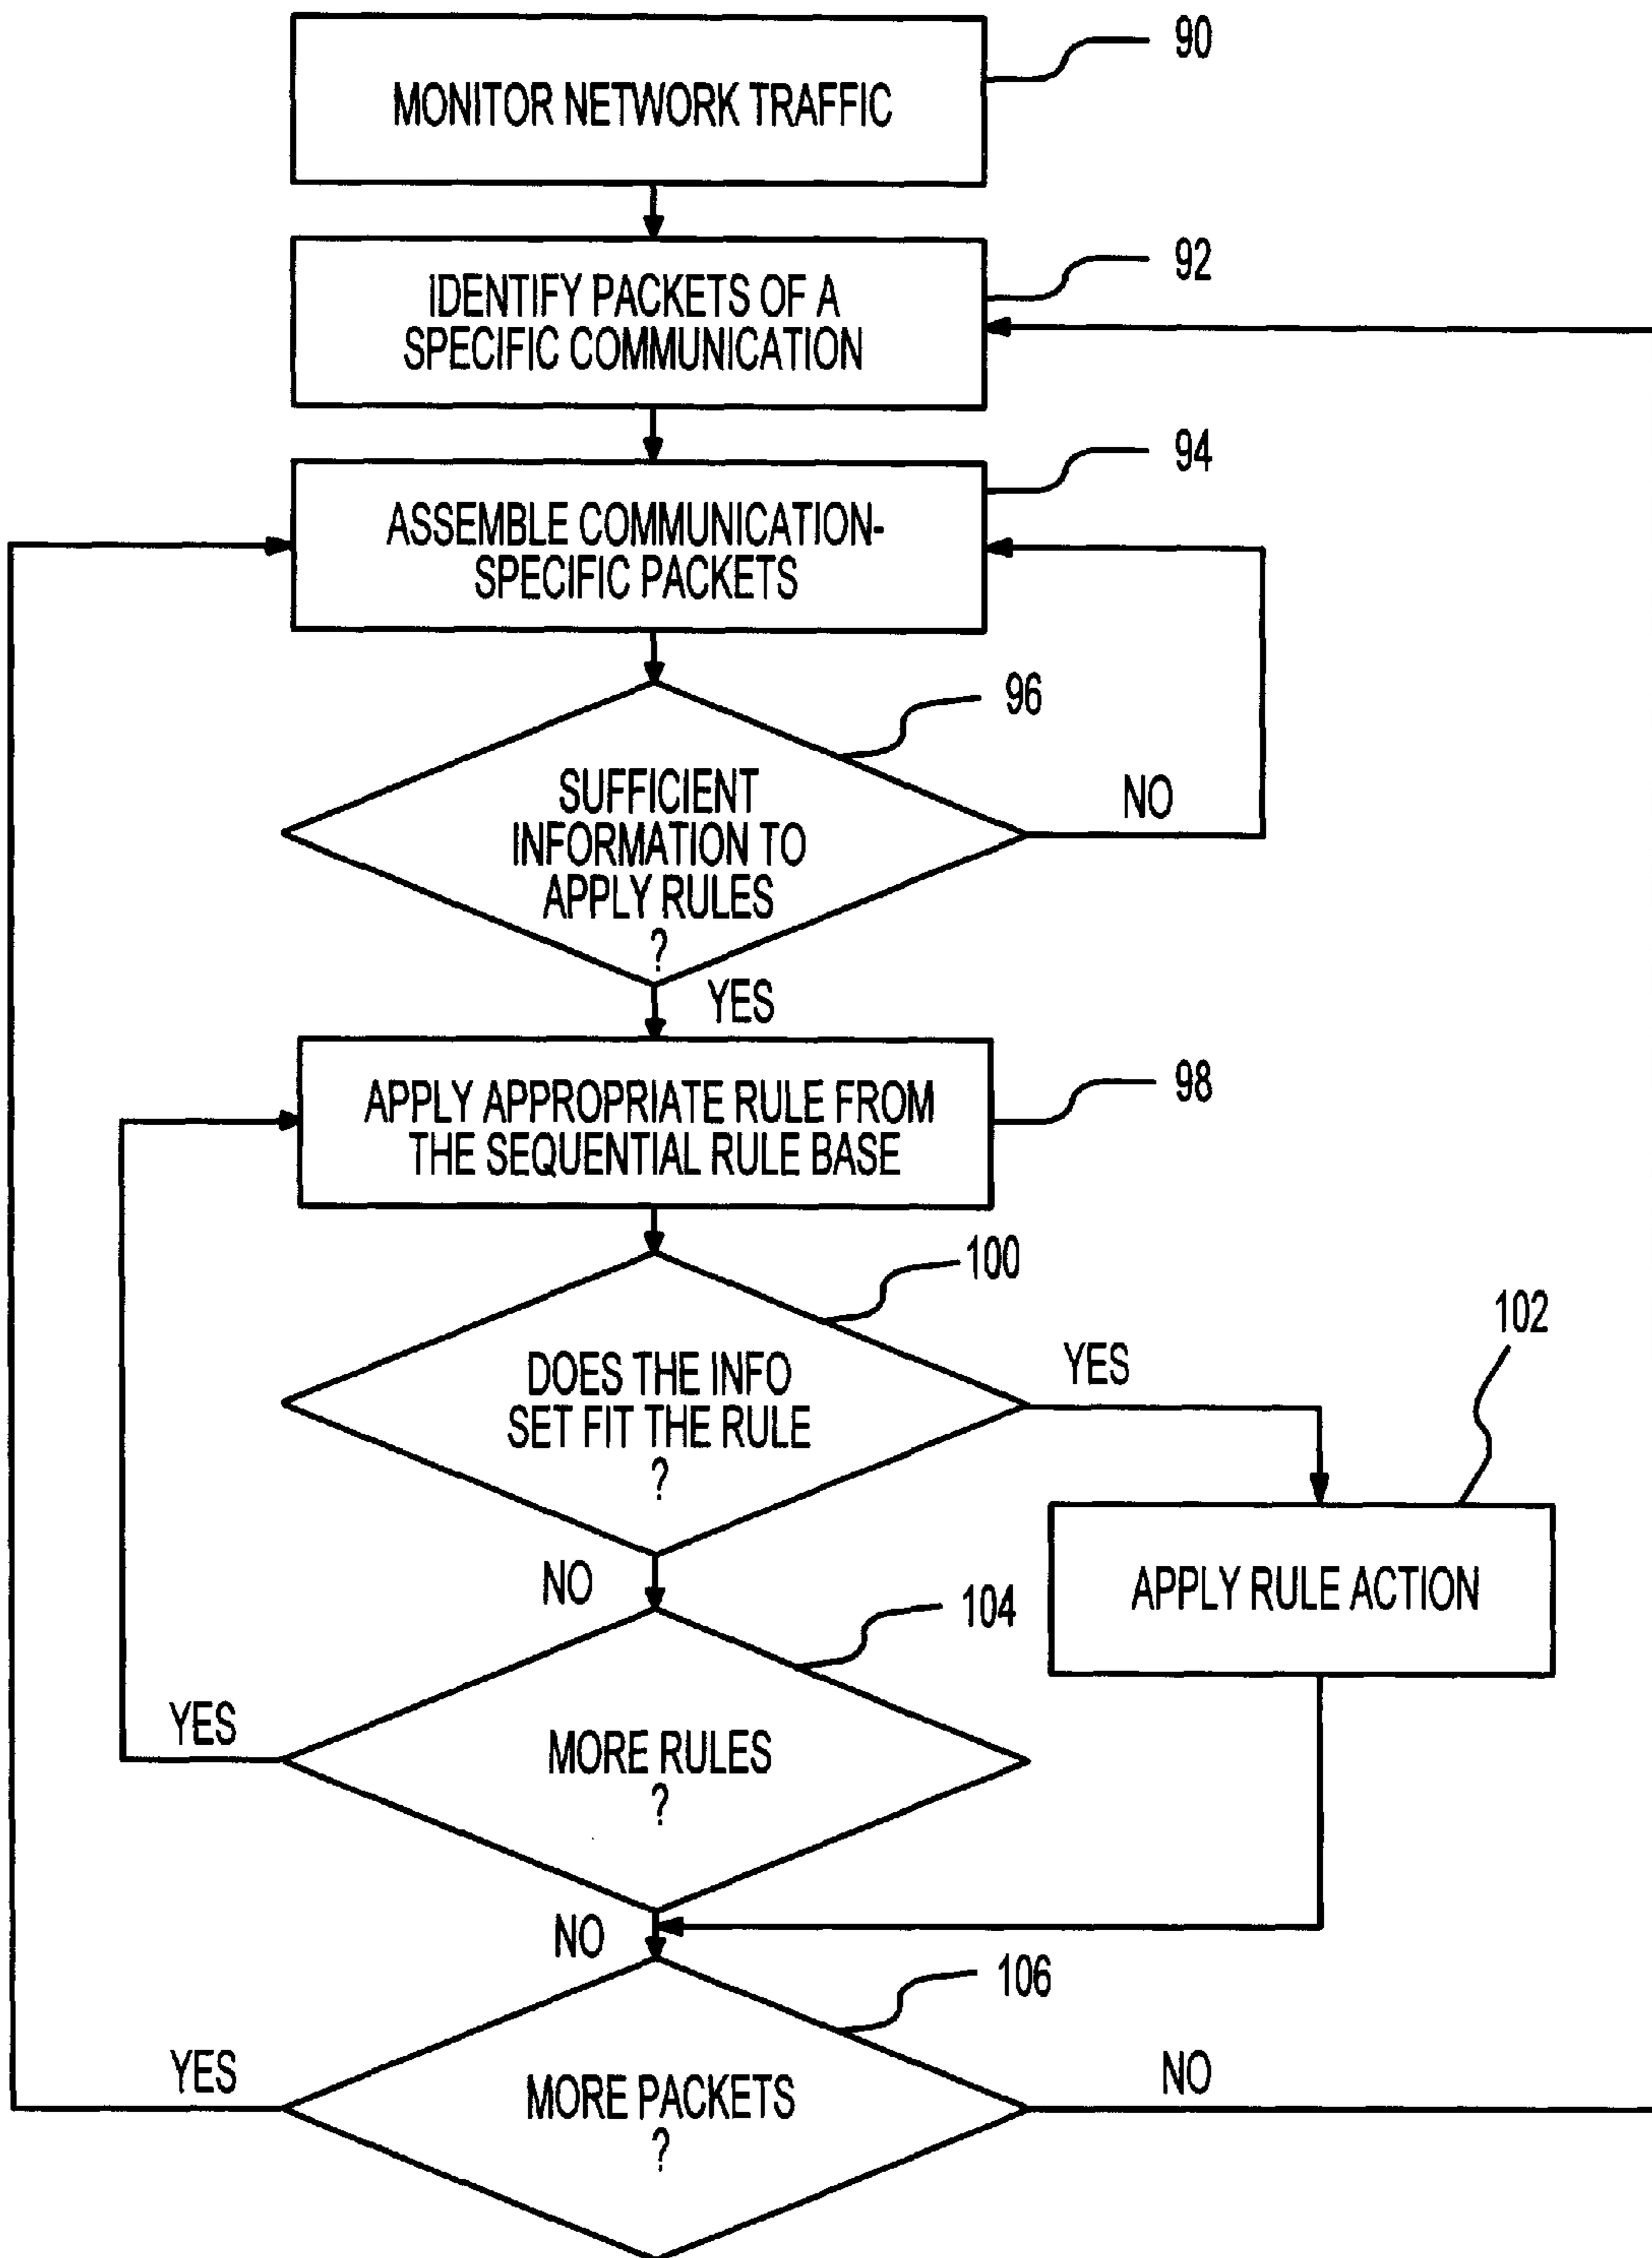 90
MONITOR NETWORK TRAFFIC
92
IDENTIFY PACKETS OF A
SPECIFIC COMMUNICATION
94
ASSEMBLE COMMUNICATION-
SPECIFIC PACKETS
96
SUFFICIENT
INFORMATION TO
APPLY RULES
?
NO
YES
98
APPLY APPROPRIATE RULE FROM
THE SEQUENTIAL RULE BASE
100
DOES THE INFO
SET FIT THE RULE
?
YES
102
APPLY RULE ACTION
NO
104
MORE RULES
?
YES
NO
106
MORE PACKETS
?
YES
NO